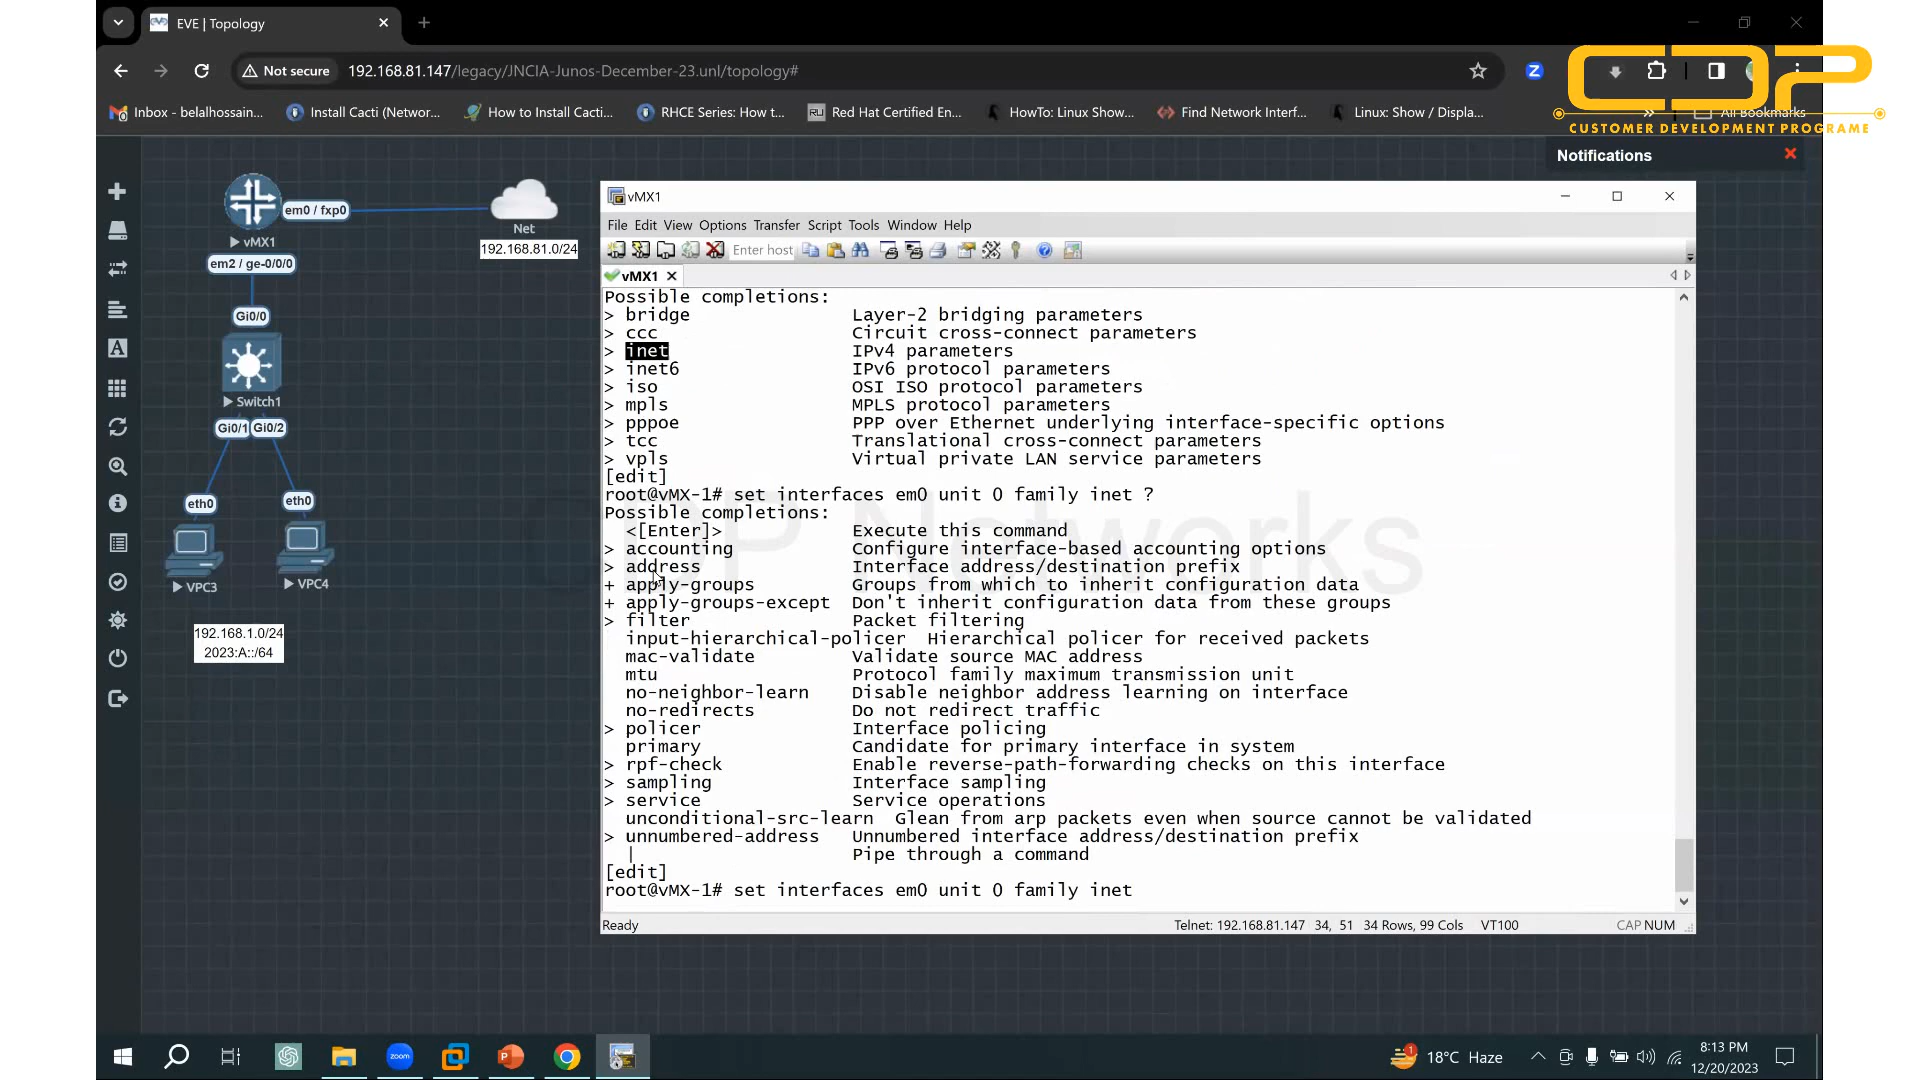 EVE | Topology
Not secure
192.168.81.147/legacy/JNCIA-Junos-December-23.unl/topology#
Inbox - belalhossain...
Install Cacti (Networ...
How to Install Cacti...
RHCE Series: How t...
Red Hat Certified En...
HowTo: Linux Show...
Find Network Interf...
Linux: Show / Displa...
All Bookmarks
CDP
CUSTOMER DEVELOPMENT PROGRAME
Notifications
em0 / fxp0
vMX1
Net
192.168.81.0/24
em2 / ge-0/0/0
Gi0/0
Switch1
Gi0/1
Gi0/2
eth0
eth0
VPC3
VPC4
192.168.1.0/24
2023:A::/64
vMX1
File Edit View Options Transfer Script Tools Window Help
Enter host
vMX1
Possible completions:
> bridge Layer-2 bridging parameters
> ccc Circuit cross-connect parameters
> inet IPv4 parameters
> inet6 IPv6 protocol parameters
> iso OSI ISO protocol parameters
> mpls MPLS protocol parameters
> pppoe PPP over Ethernet underlying interface-specific options
> tcc Translational cross-connect parameters
> vpls Virtual private LAN service parameters
[edit]
root@vMX-1# set interfaces em0 unit 0 family inet ?
Possible completions:
<[Enter]> Execute this command
> accounting Configure interface-based accounting options
> address Interface address/destination prefix
+ apply-groups Groups from which to inherit configuration data
+ apply-groups-except Don't inherit configuration data from these groups
> filter Packet filtering
input-hierarchical-policer Hierarchical policer for received packets
mac-validate Validate source MAC address
mtu Protocol family maximum transmission unit
no-neighbor-learn Disable neighbor address learning on interface
no-redirects Do not redirect traffic
> policer Interface policing
primary Candidate for primary interface in system
> rpf-check Enable reverse-path-forwarding checks on this interface
> sampling Interface sampling
> service Service operations
unconditional-src-learn Glean from arp packets even when source cannot be validated
> unnumbered-address Unnumbered interface address/destination prefix
| Pipe through a command
[edit]
root@vMX-1# set interfaces em0 unit 0 family inet
CDP Networks
Ready
Telnet: 192.168.81.147 34, 51 34 Rows, 99 Cols VT100
CAP NUM
zoom
1
18°C Haze
8:13 PM
12/20/2023